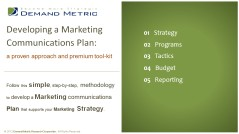 DEMAND METRIC
Developing a Marketing
Communications Plan:
a proven approach and premium tool-kit
Follow this simple step-by-step, methodology
to develop a Marketing communications
Plan that supports your Marketing Strategy.
01 Strategy
02 Programs
03 Tactics
04 Budget
05 Reporting